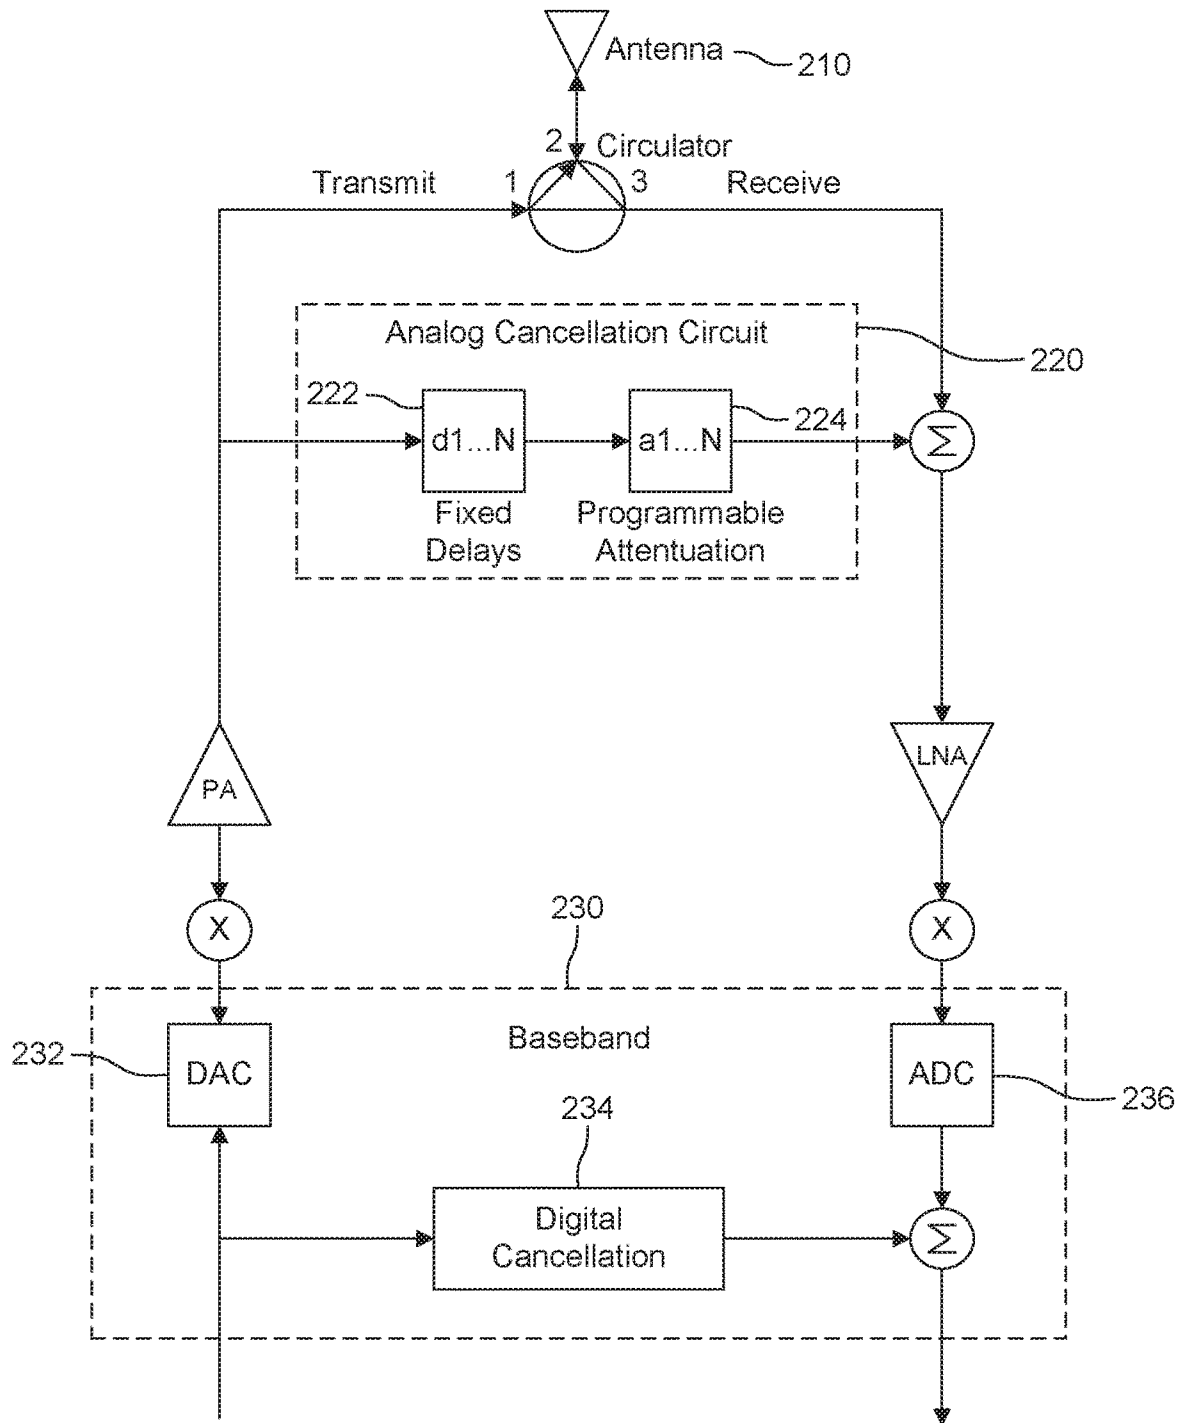 Antenna
210
2
Circulator
Transmit
1
3
Receive
Analog Cancellation Circuit
220
222
224
d1...N
a1...N
Σ
Fixed
Delays
Programmable
Attentuation
PA
LNA
X
X
230
Baseband
232
DAC
ADC
236
234
Digital
Cancellation
Σ